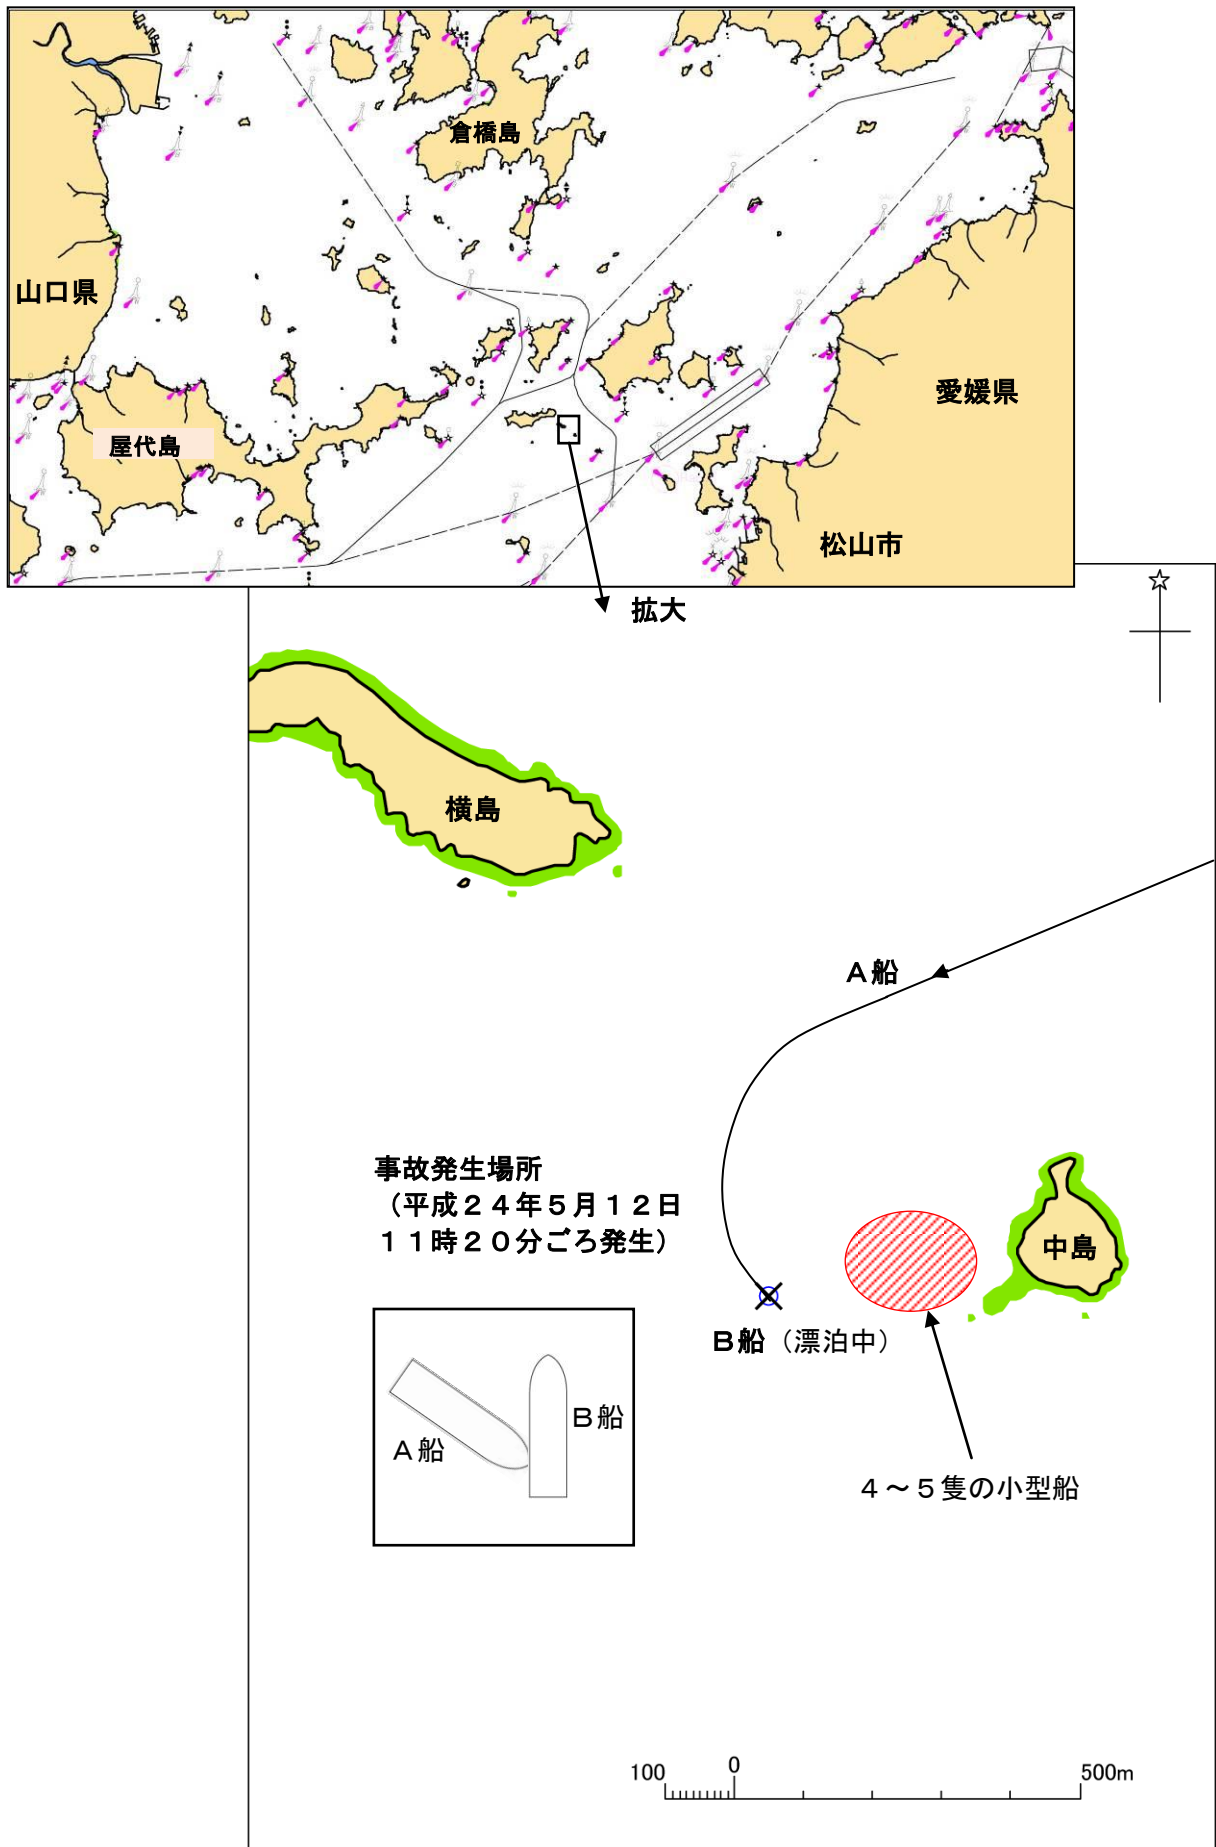 倉橋島
山口県
愛媛県
屋代島
松山市
拡大
横島
A船
事故発生場所
（平成２４年５月１２日
１１時２０分ごろ発生）
中島
B船（漂泊中）
B船
A船
４～５隻の小型船
100 0 500m